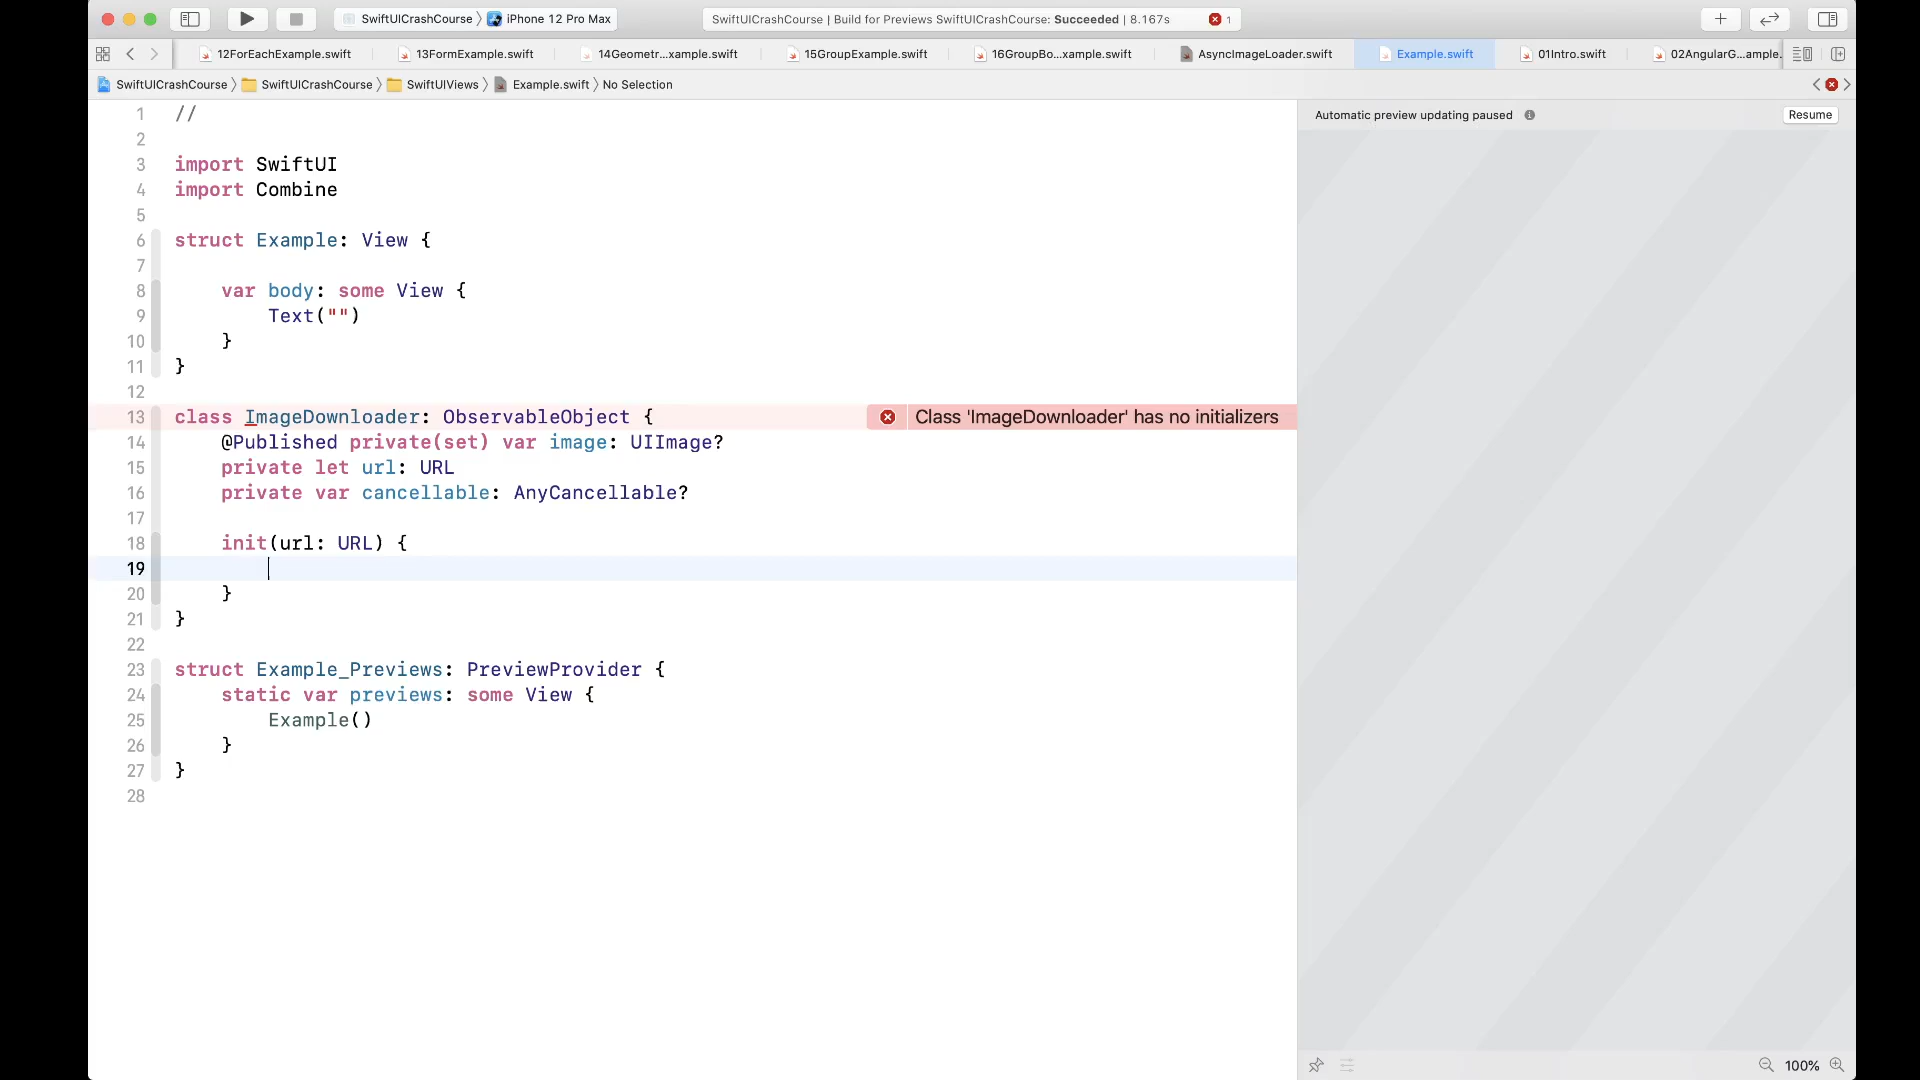 SwiftUICrashCourse 〉 iPhone 12 Pro Max
SwiftUICrashCourse | Build for Previews SwiftUICrashCourse: Succeeded | 8.167s
1
12ForEachExample.swift
13FormExample.swift
14Geometr...xample.swift
15GroupExample.swift
16GroupBo...xample.swift
AsyncImageLoader.swift
Example.swift
01Intro.swift
02AngularG...ample.
SwiftUICrashCourse 〉 SwiftUICrashCourse 〉 SwiftUIViews 〉 Example.swift 〉 No Selection
1 //
2
3 import SwiftUI
4 import Combine
5
6 struct Example: View {
7
8 var body: some View {
9 Text("")
10 }
11 }
12
13 class ImageDownloader: ObservableObject {
Class 'ImageDownloader' has no initializers
14 @Published private(set) var image: UIImage?
15 private let url: URL
16 private var cancellable: AnyCancellable?
17
18 init(url: URL) {
19
20 }
21 }
22
23 struct Example_Previews: PreviewProvider {
24 static var previews: some View {
25 Example()
26 }
27 }
28
Automatic preview updating paused
Resume
100%